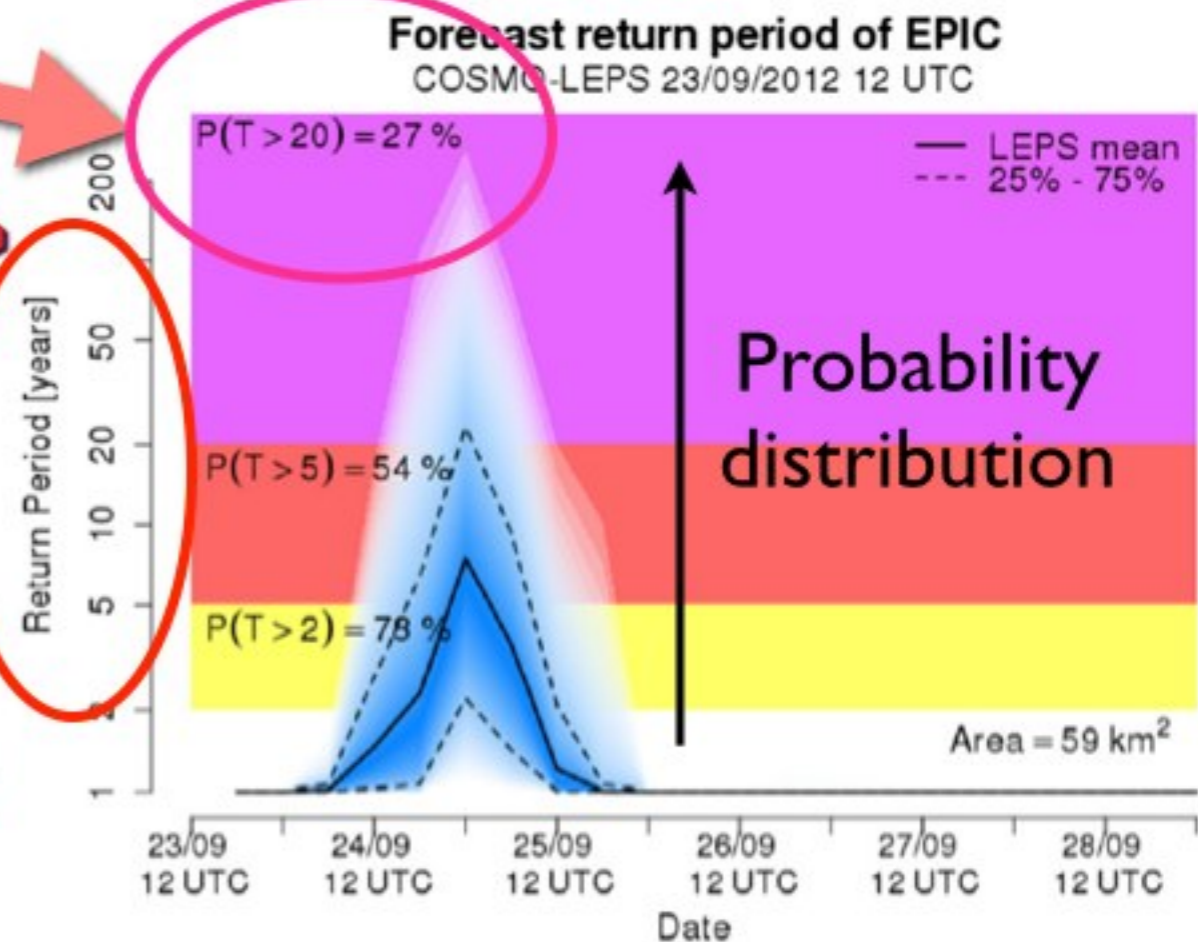 Forecast return period of EPIC
COSMO-LEPS 23/09/2012 12 UTC
P(T > 20) = 27 %
LEPS mean
25% - 75%
Probability
distribution
P(T > 5) = 54 %
P(T > 2) = 78 %
Area = 59 km²
Return Period [years]
200
50
20
10
5
2
1
23/09 24/09 25/09 26/09 27/09 28/09
12 UTC 12 UTC 12 UTC 12 UTC 12 UTC 12 UTC
Date